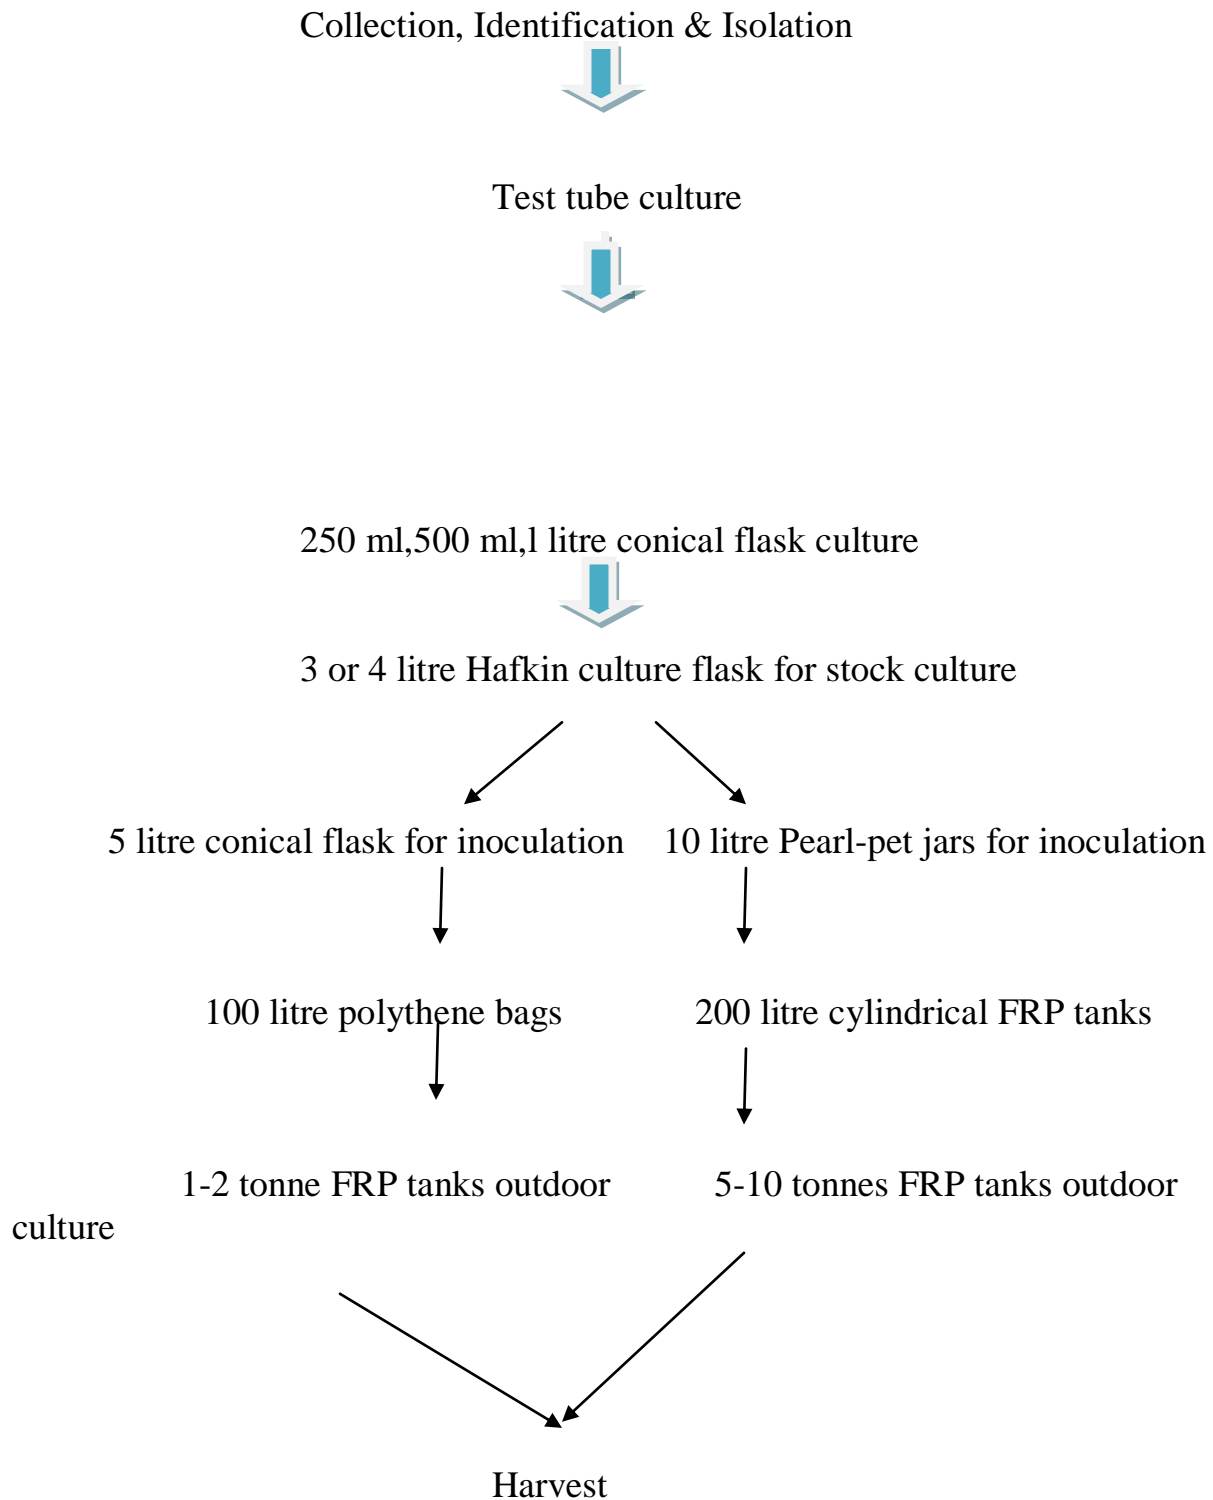 Collection, Identification & Isolation
Test tube culture
250 ml,500 ml,l litre conical flask culture
3 or 4 litre Hafkin culture flask for stock culture
5 litre conical flask for inoculation 10 litre Pearl-pet jars for inoculation
100 litre polythene bags 200 litre cylindrical FRP tanks
1-2 tonne FRP tanks outdoor 5-10 tonnes FRP tanks outdoor
culture
Harvest